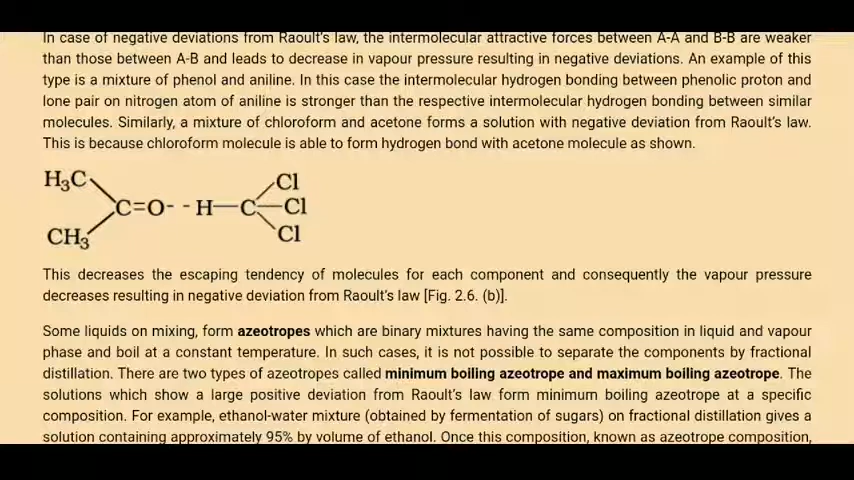 In case of negative deviations from Raoult's law, the intermolecular attractive forces between A-A and B-B are weaker
than those between A-B and leads to decrease in vapour pressure resulting in negative deviations. An example of this
type is a mixture of phenol and aniline. In this case the intermolecular hydrogen bonding between phenolic proton and
lone pair on nitrogen atom of aniline is stronger than the respective intermolecular hydrogen bonding between similar
molecules. Similarly, a mixture of chloroform and acetone forms a solution with negative deviation from Raoult's law.
This is because chloroform molecule is able to form hydrogen bond with acetone molecule as shown.
H₃C Cl
C=O- - H—C—Cl
CH₃ Cl
This decreases the escaping tendency of molecules for each component and consequently the vapour pressure
decreases resulting in negative deviation from Raoult's law [Fig. 2.6. (b)].
Some liquids on mixing, form azeotropes which are binary mixtures having the same composition in liquid and vapour
phase and boil at a constant temperature. In such cases, it is not possible to separate the components by fractional
distillation. There are two types of azeotropes called minimum boiling azeotrope and maximum boiling azeotrope. The
solutions which show a large positive deviation from Raoult's law form minimum boiling azeotrope at a specific
composition. For example, ethanol-water mixture (obtained by fermentation of sugars) on fractional distillation gives a
solution containing approximately 95% by volume of ethanol. Once this composition, known as azeotrope composition,